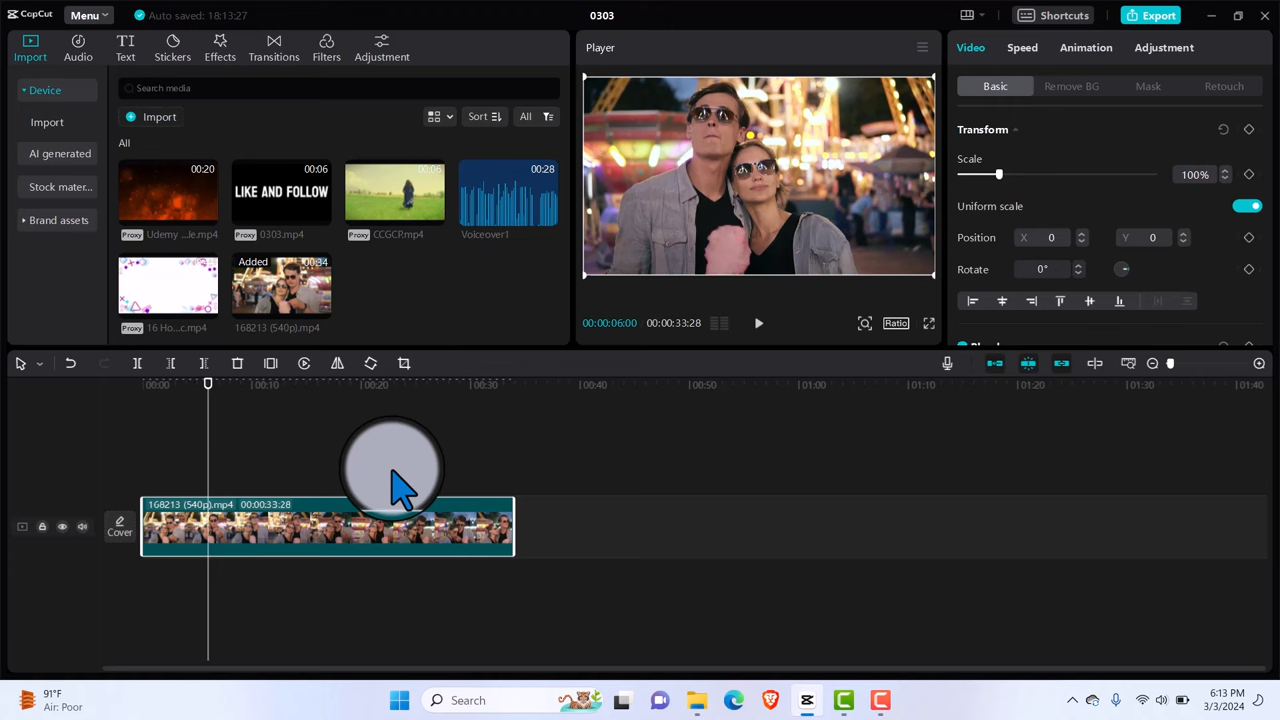 CapCut
Menu
Auto saved: 18:13:27
0303
Shortcuts
Export
Import
Audio
Text
Stickers
Effects
Transitions
Filters
Adjustment
Device
Import
AI generated
Stock mater...
Brand assets
Search media
Import
Sort
All
All
00:20
Proxy Udemy ...le.mp4
LIKE AND FOLLOW
00:06
Proxy 0303.mp4
00:06
Proxy CCGCP.mp4
00:28
Voiceover1
Proxy 16 Ho...c.mp4
Added
00:34
168213 (540p).mp4
Player
00:00:06:00
00:00:33:28
Ratio
Video
Speed
Animation
Adjustment
Basic
Remove BG
Mask
Retouch
Transform
Scale
100%
Uniform scale
Position
X 0
Y 0
Rotate
0°
00:00
00:10
00:20
00:30
00:40
00:50
01:00
01:10
01:20
01:30
01:40
Cover
168213 (540p).mp4 00:00:33:28
91°F
Air: Poor
Search
6:13 PM
3/3/2024